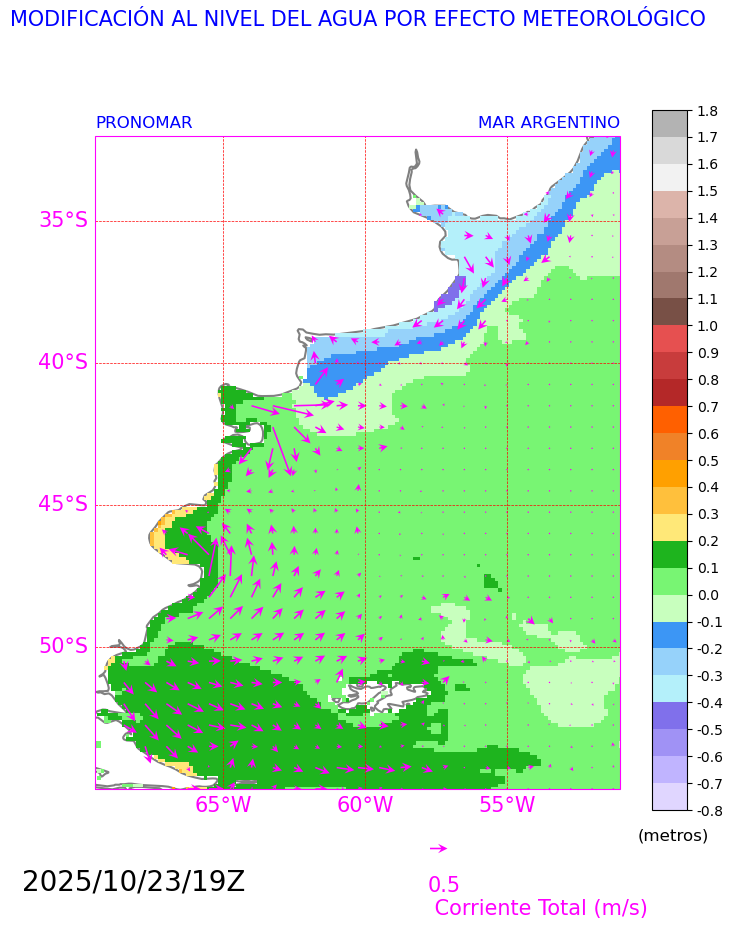 MODIFICACIÓN AL NIVEL DEL AGUA POR EFECTO METEOROLÓGICO
PRONOMAR
MAR ARGENTINO
35°S
40°S
45°S
50°S
65°W
60°W
55°W
1.8
1.7
1.6
1.5
1.4
1.3
1.2
1.1
1.0
0.9
0.8
0.7
0.6
0.5
0.4
0.3
0.2
0.1
0.0
-0.1
-0.2
-0.3
-0.4
-0.5
-0.6
-0.7
-0.8
(metros)
2025/10/23/19Z
0.5
Corriente Total (m/s)